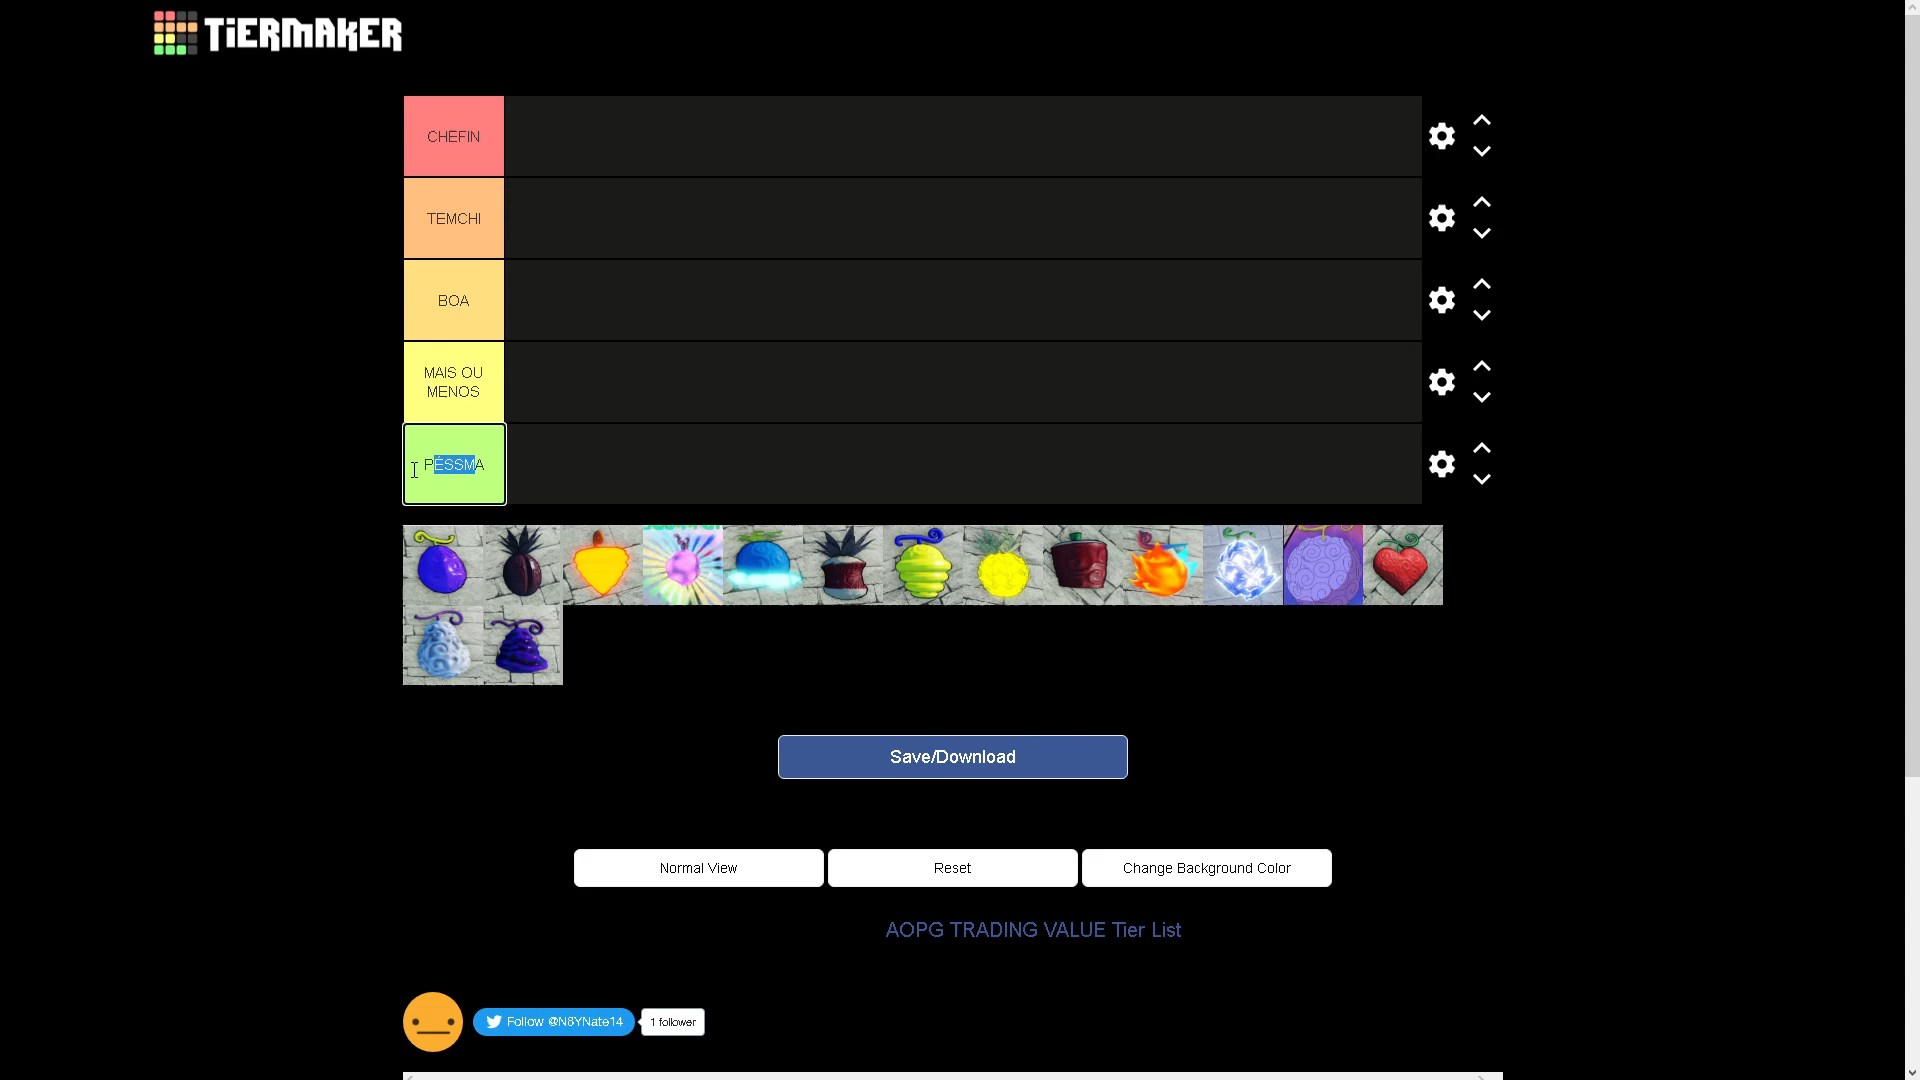 TiERMAKER
CHEFIN
TEMCHI
BOA
MAIS OU
MENOS
PÉSSMA
Save/Download
Normal View
Reset
Change Background Color
AOPG TRADING VALUE Tier List
Follow @N8YNate14
1 follower